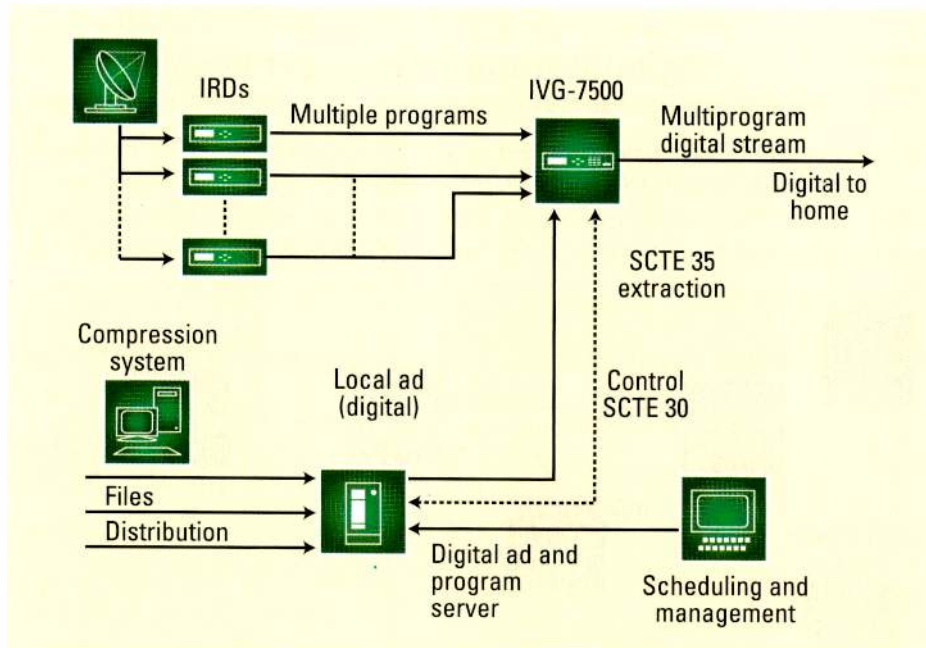 IRDs
Multiple programs
IVG-7500
Multiprogram
digital stream
Digital to
home
SCTE 35
extraction
Compression
system
Local ad
(digital)
Control
SCTE 30
Files
Distribution
Digital ad and
program
server
Scheduling and
management